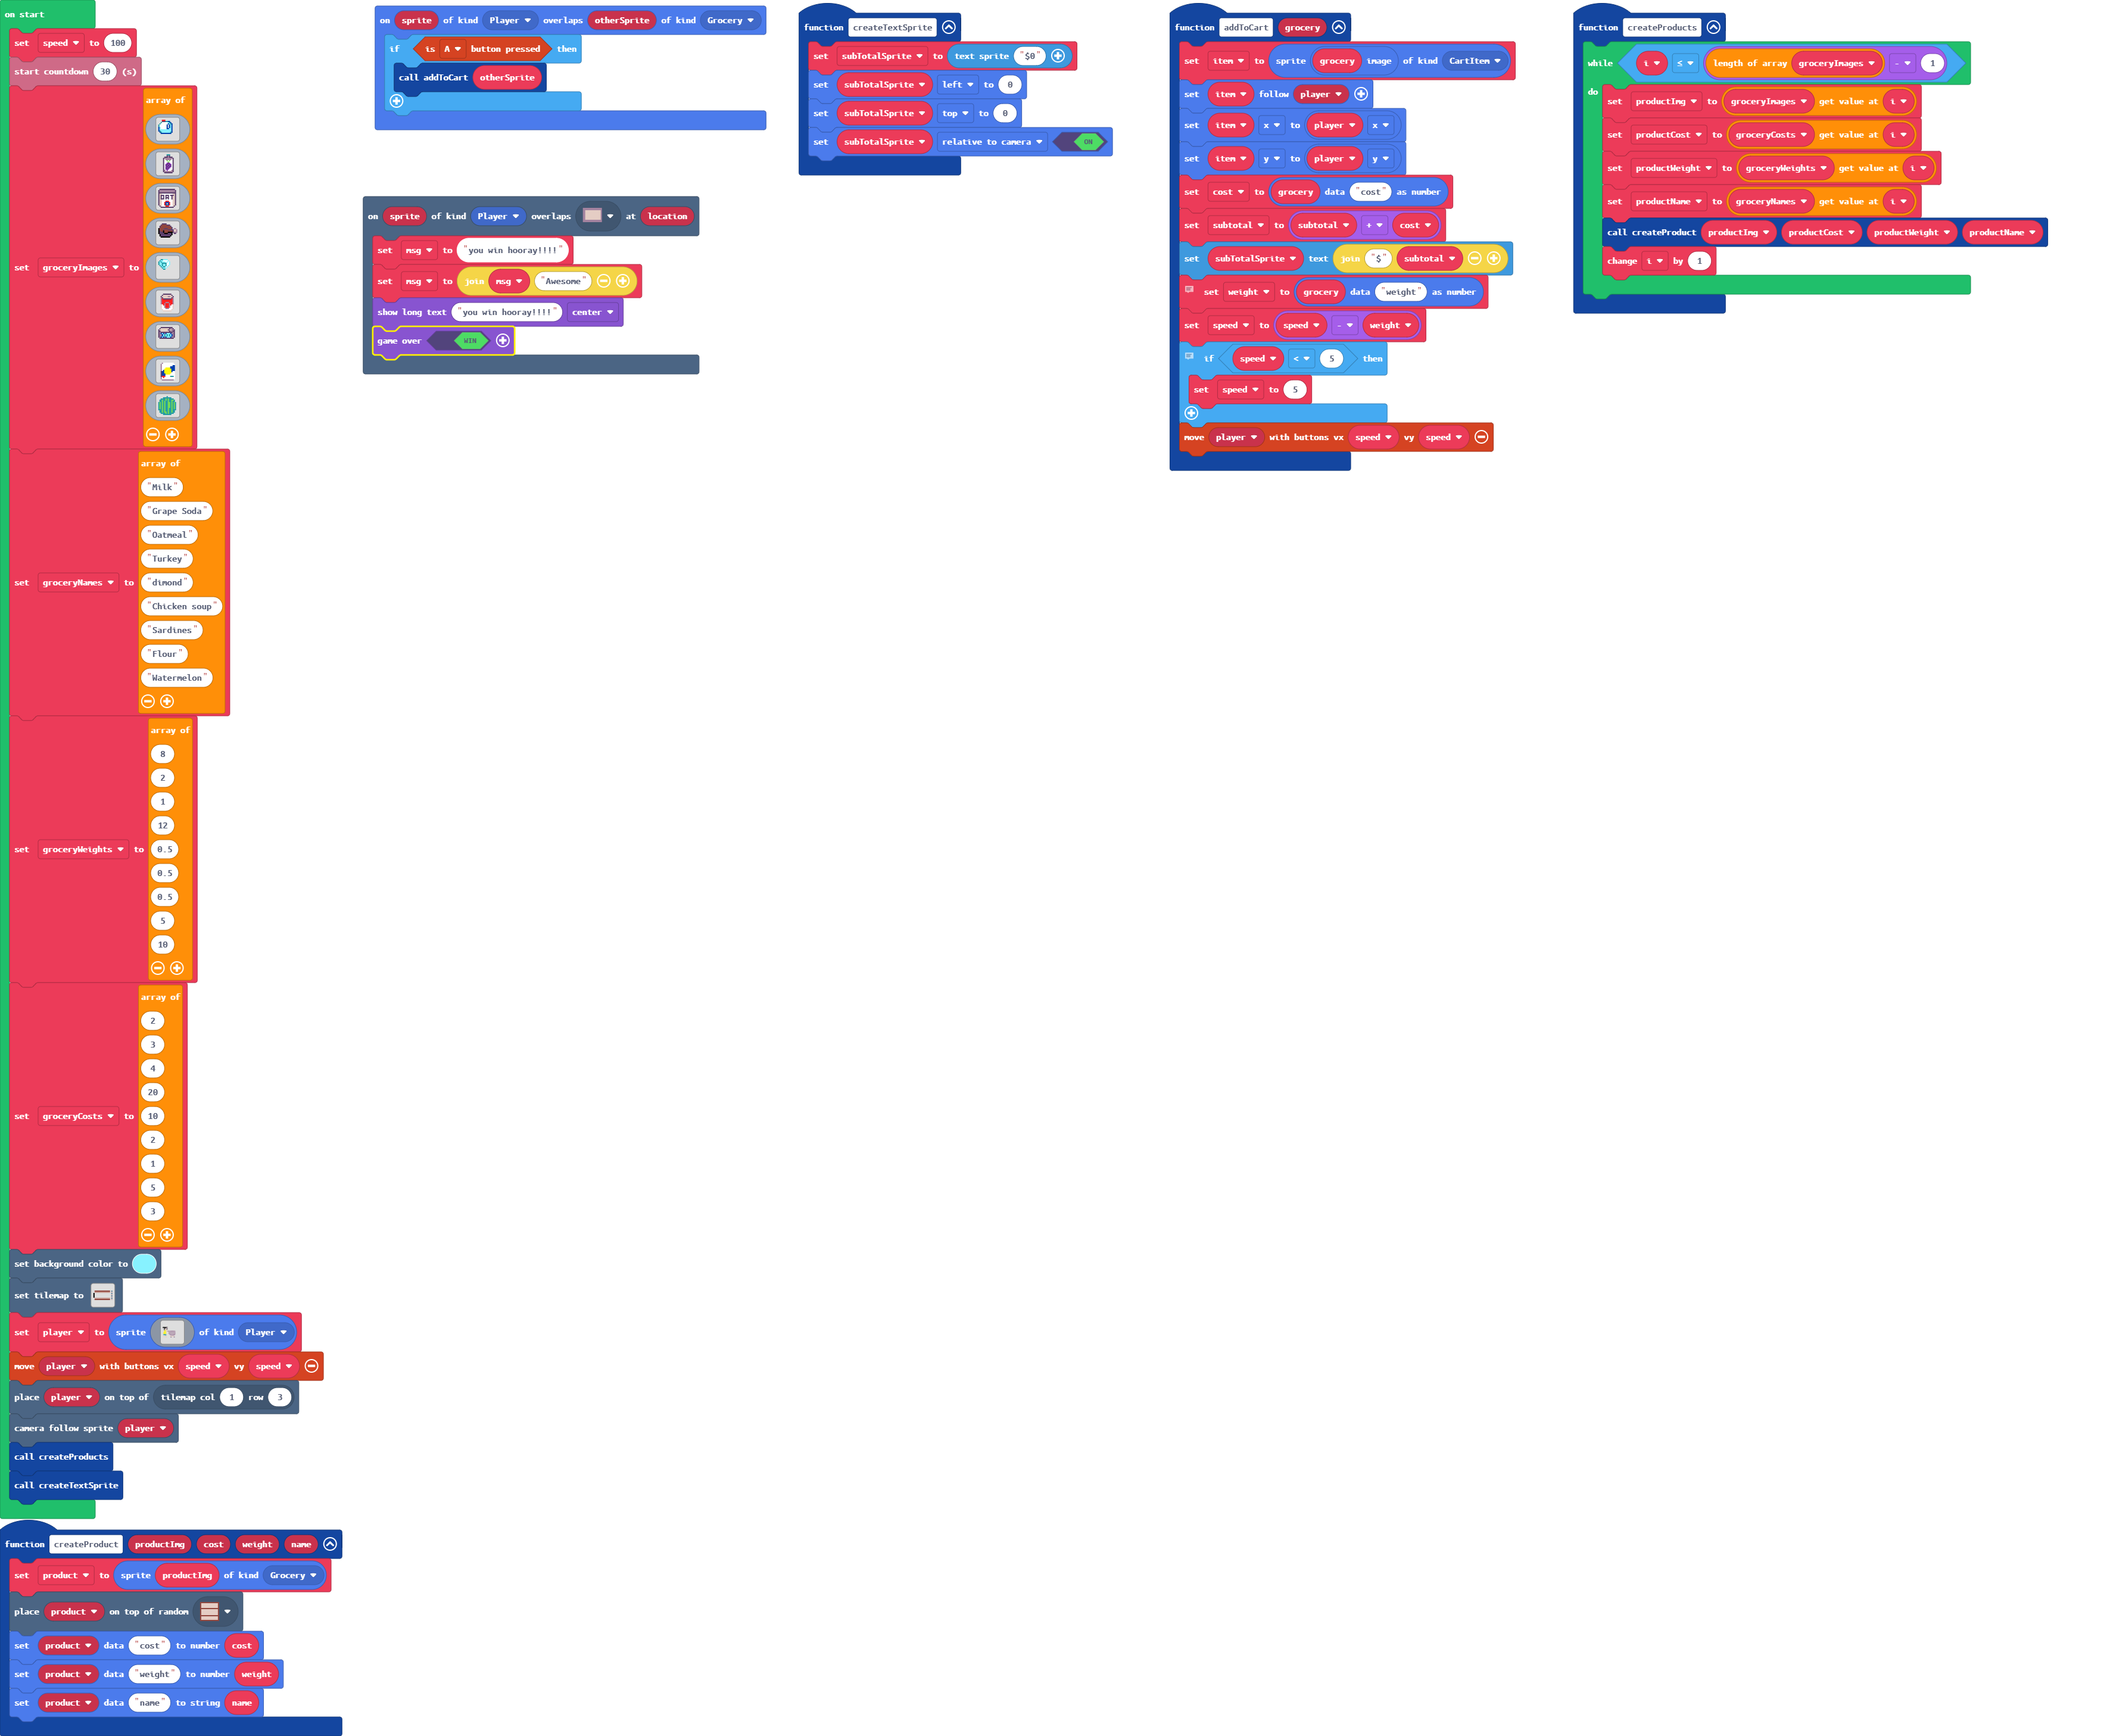 on start
set speed to 100
start countdown 30 (s)
set groceryImages to array of
OAT
set groceryNames to array of
"Milk"
"Grape Soda"
"Oatmeal"
"Turkey"
"dimond"
"Chicken soup"
"Sardines"
"Flour"
"Watermelon"
set groceryWeights to array of
8
2
1
12
0.5
0.5
0.5
5
10
set groceryCosts to array of
2
3
4
20
10
2
1
5
3
set background color to
set tilemap to
set player to sprite of kind Player
move player with buttons vx speed vy speed
place player on top of tilemap col 1 row 3
camera follow sprite player
call createProducts
call createTextSprite
function createProduct productImg cost weight name
set product to sprite productImg of kind Grocery
place product on top of random
set product data "cost" to number cost
set product data "weight" to number weight
set product data "name" to string name
on sprite of kind Player overlaps otherSprite of kind Grocery
if is A button pressed then
call addToCart otherSprite
on sprite of kind Player overlaps at location
set msg to "you win hooray!!!!"
set msg to join msg "Awesome"
show long text "you win hooray!!!!" center
game over WIN
function createTextSprite
set subTotalSprite to text sprite "$0"
set subTotalSprite left to 0
set subTotalSprite top to 0
set subTotalSprite relative to camera ON
function addToCart grocery
set item to sprite grocery image of kind CartItem
set item follow player
set item x to player x
set item y to player y
set cost to grocery data "cost" as number
set subtotal to subtotal + cost
set subTotalSprite text join "$" subtotal
set weight to grocery data "weight" as number
set speed to speed - weight
if speed < 5 then
set speed to 5
move player with buttons vx speed vy speed
function createProducts
while i ≤ length of array groceryImages - 1
do
set productImg to groceryImages get value at i
set productCost to groceryCosts get value at i
set productWeight to groceryWeights get value at i
set productName to groceryNames get value at i
call createProduct productImg productCost productWeight productName
change i by 1